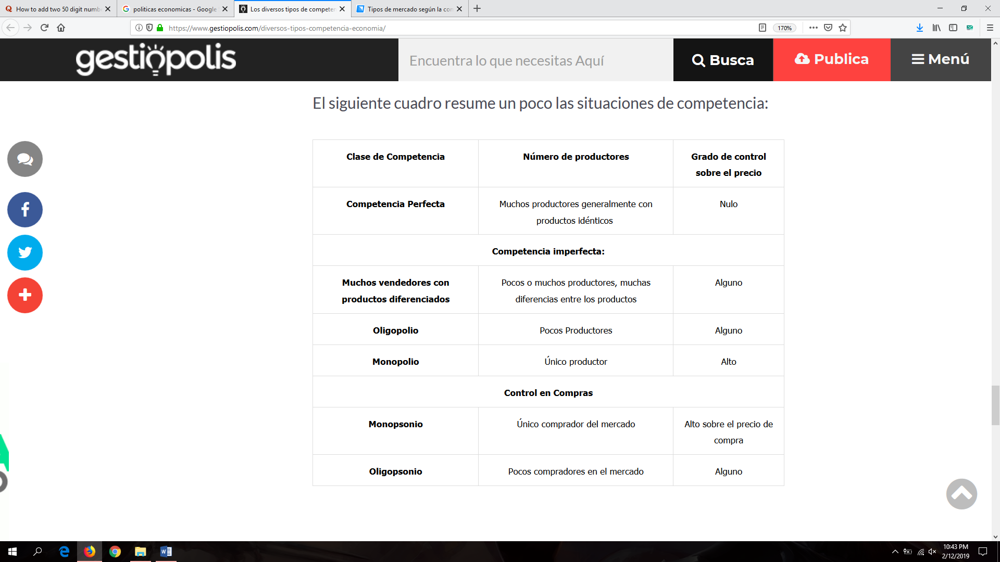 How to add two 50 digit numb
politicas economicas - Google
Los diversos tipos de competen
Tipos de mercado según la con
https://www.gestiopolis.com/diversos-tipos-competencia-economia/
170%
gestiopolis
Encuentra lo que necesitas Aquí
Busca
Publica
Menú
El siguiente cuadro resume un poco las situaciones de competencia:
Clase de Competencia
Número de productores
Grado de control
sobre el precio
Competencia Perfecta
Muchos productores generalmente con
productos idénticos
Nulo
Competencia imperfecta:
Muchos vendedores con
productos diferenciados
Pocos o muchos productores, muchas
diferencias entre los productos
Alguno
Oligopolio
Pocos Productores
Alguno
Monopolio
Único productor
Alto
Control en Compras
Monopsonio
Único comprador del mercado
Alto sobre el precio de
compra
Oligopsonio
Pocos compradores en el mercado
Alguno
10:43 PM
2/12/2019